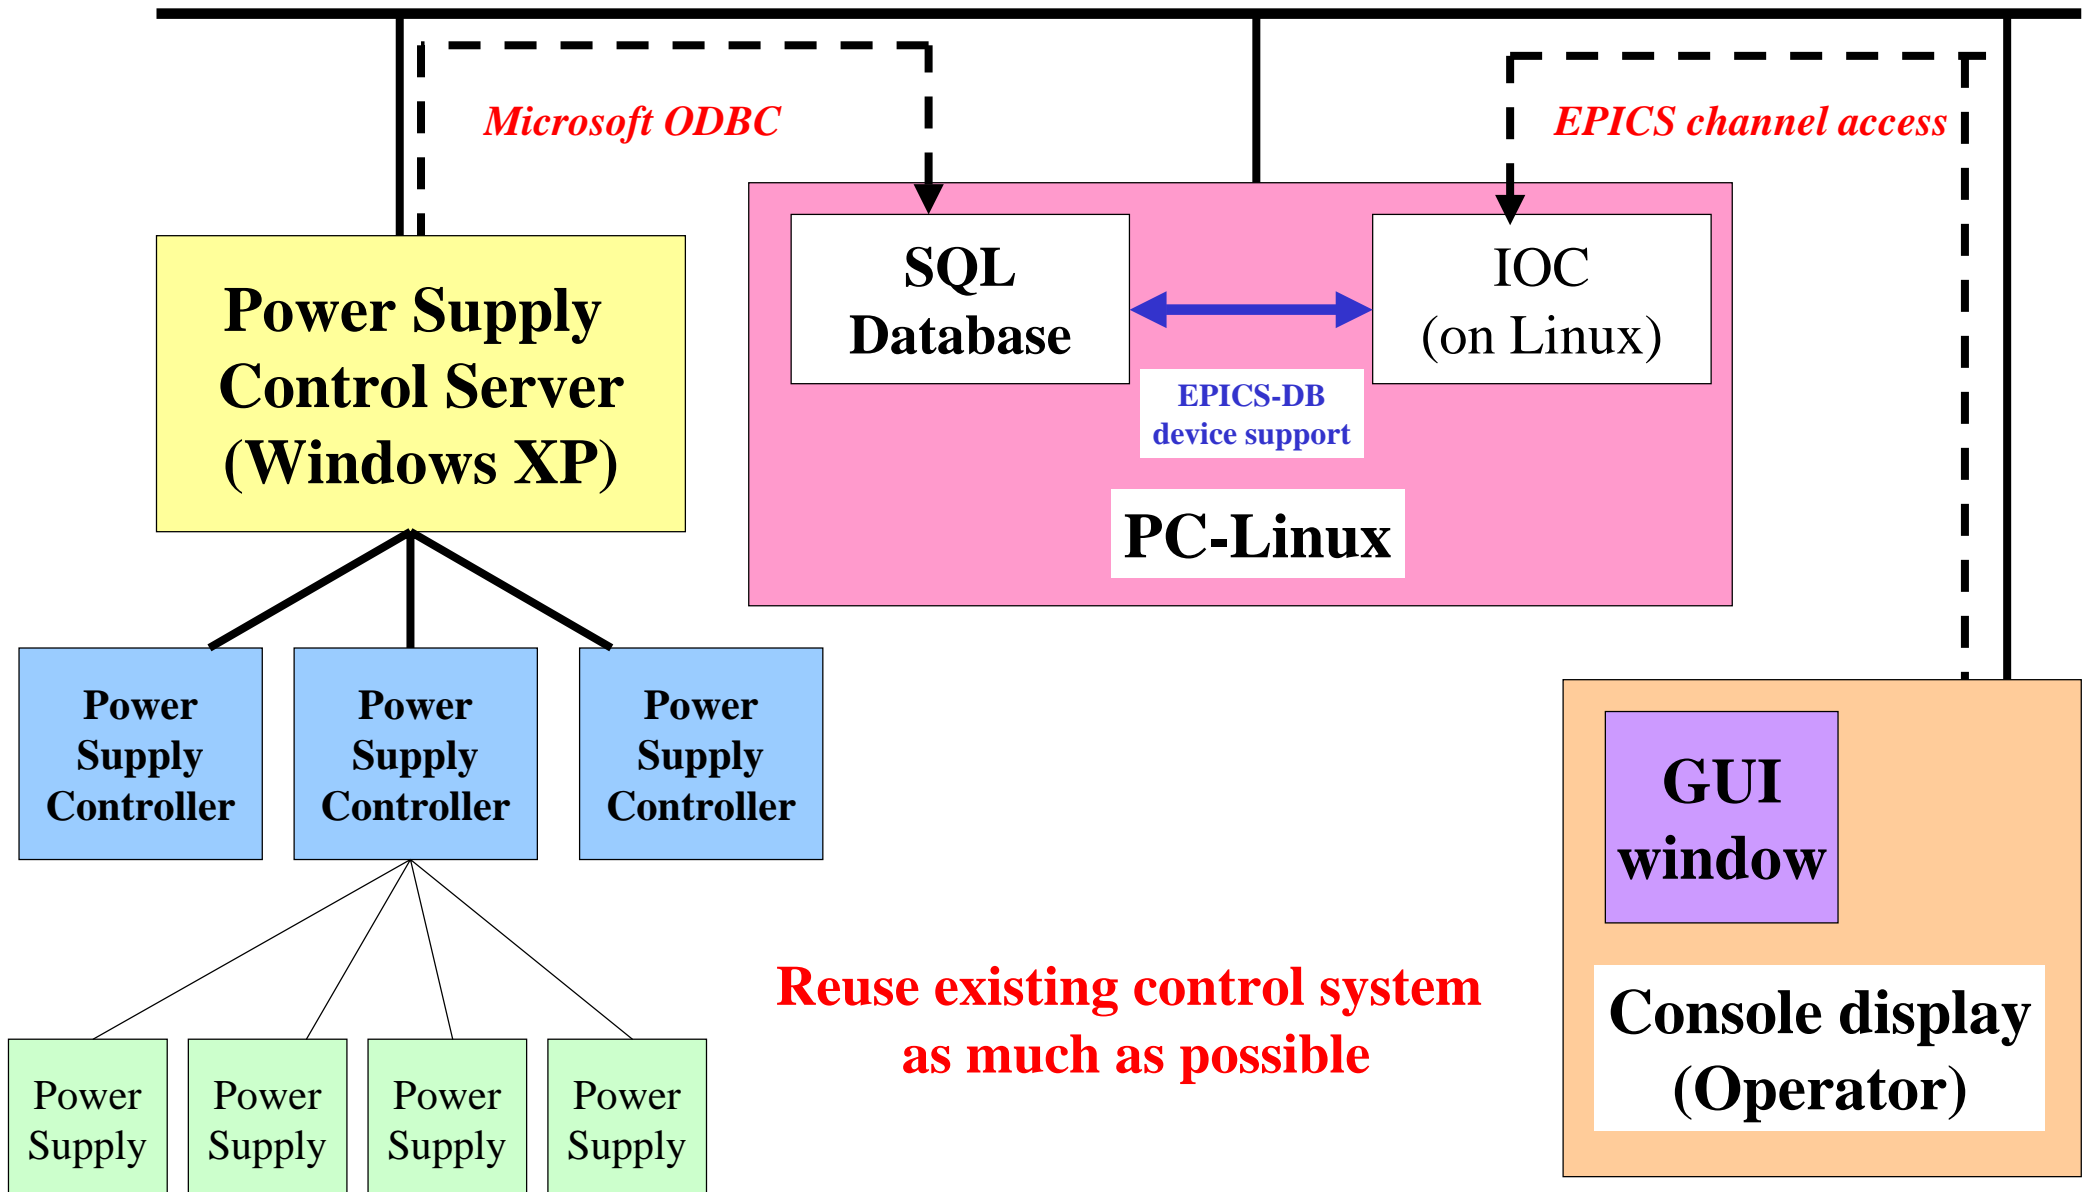 Microsoft ODBC
EPICS channel access
Power Supply
Control Server
(Windows XP)
SQL
Database
IOC
(on Linux)
EPICS-DB
device support
PC-Linux
Power
Supply
Controller
Power
Supply
Controller
Power
Supply
Controller
GUI
window
Console display
(Operator)
Reuse existing control system
as much as possible
Power
Supply
Power
Supply
Power
Supply
Power
Supply